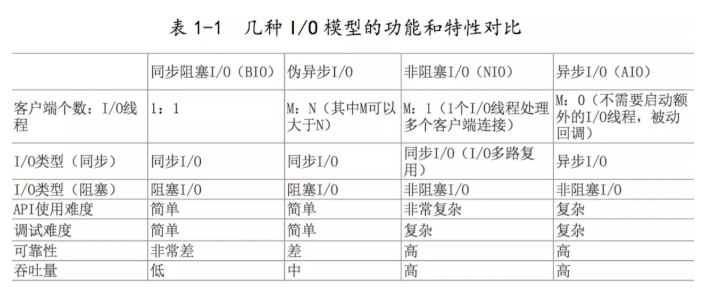 表 1-1 几种 I/O 模型的功能和特性对比
同步阻塞I/O（BIO） 伪异步I/O 非阻塞I/O（NIO） 异步I/O（AIO）
客户端个数：I/O线程 1：1 M：N（其中M可以大于N） M：1（1个I/O线程处理多个客户端连接） M：0（不需要启动额外的I/O线程，被动回调）
I/O类型（同步） 同步I/O 同步I/O 同步I/O（I/O多路复用） 异步I/O
I/O类型（阻塞） 阻塞I/O 阻塞I/O 非阻塞I/O 非阻塞I/O
API使用难度 简单 简单 非常复杂 复杂
调试难度 简单 简单 复杂 复杂
可靠性 非常差 差 高 高
吞吐量 低 中 高 高